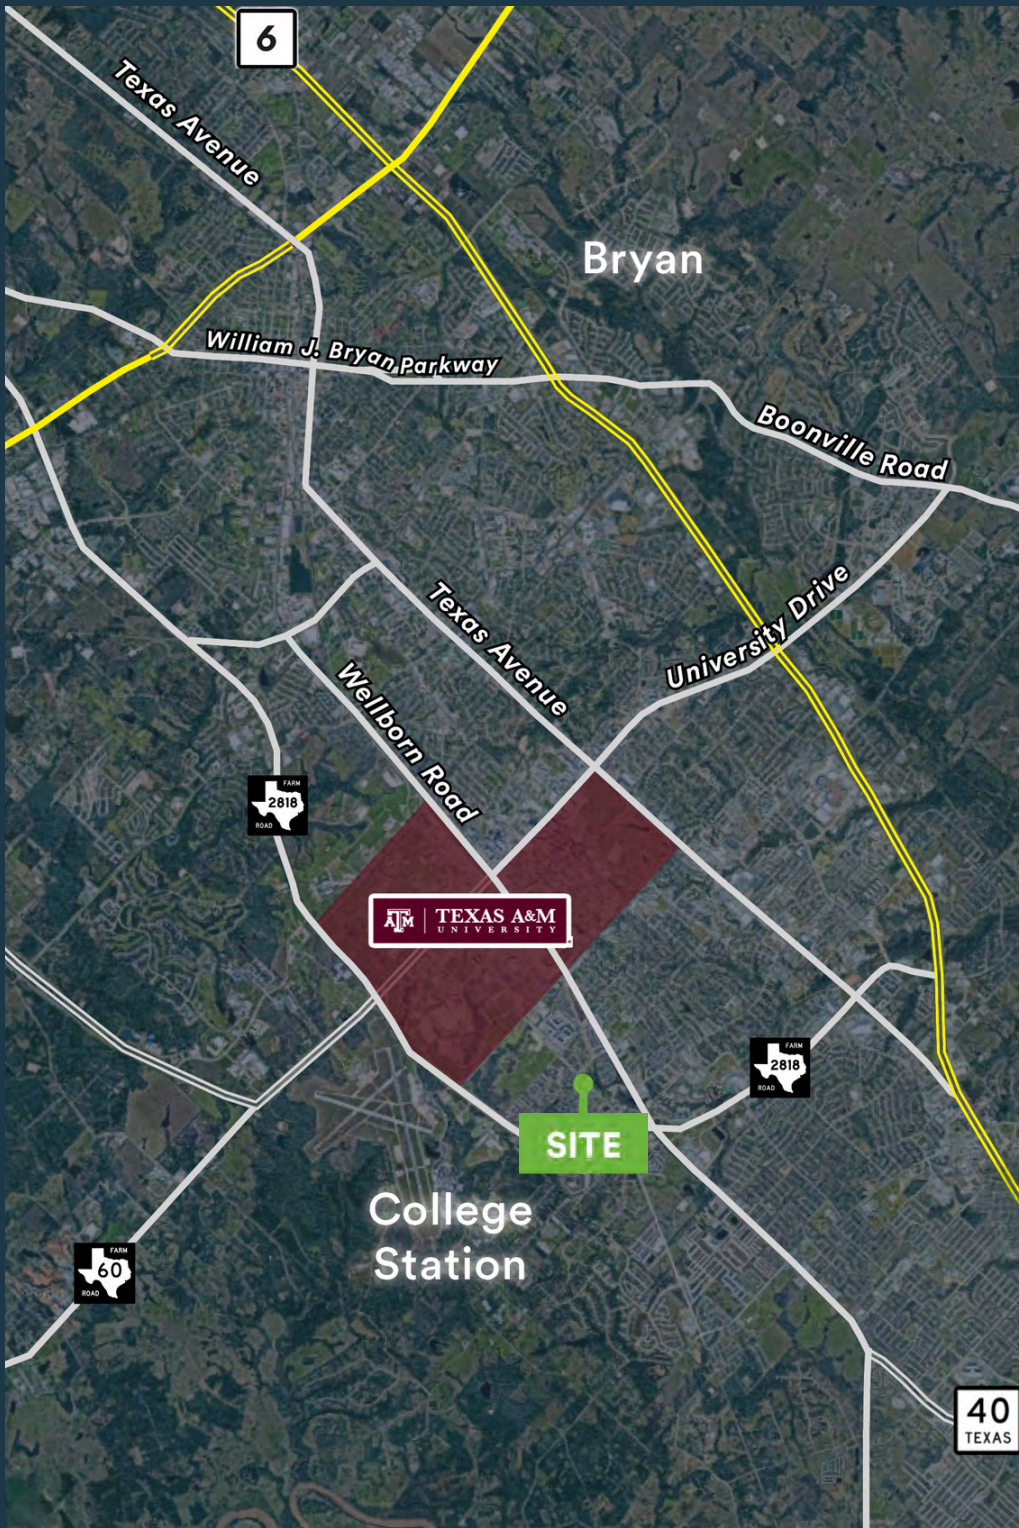 6
Texas Avenue
Bryan
William J. Bryan Parkway
Boonville Road
University Drive
Texas Avenue
Wellborn Road
FARM
2818
ROAD
ATM | TEXAS A&M
UNIVERSITY
FARM
2818
ROAD
SITE
College
Station
FARM
60
ROAD
40
TEXAS